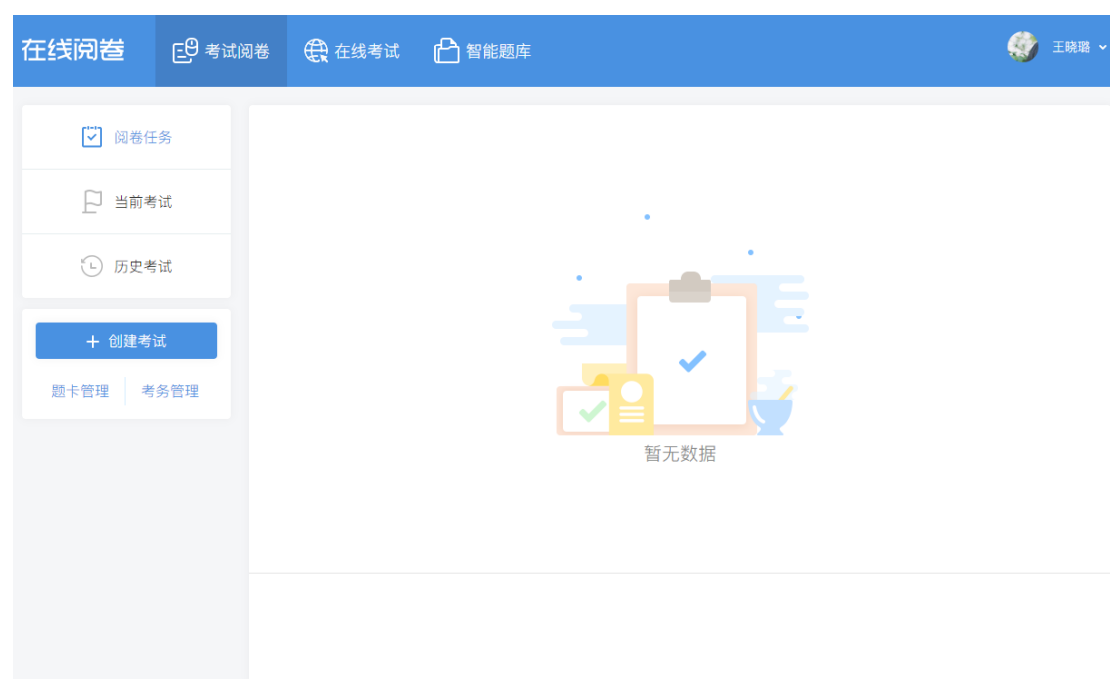 在线阅卷 考试阅卷 在线考试 智能题库 王晓璐
阅卷任务
当前考试
历史考试
+ 创建考试
题卡管理 考务管理
暂无数据